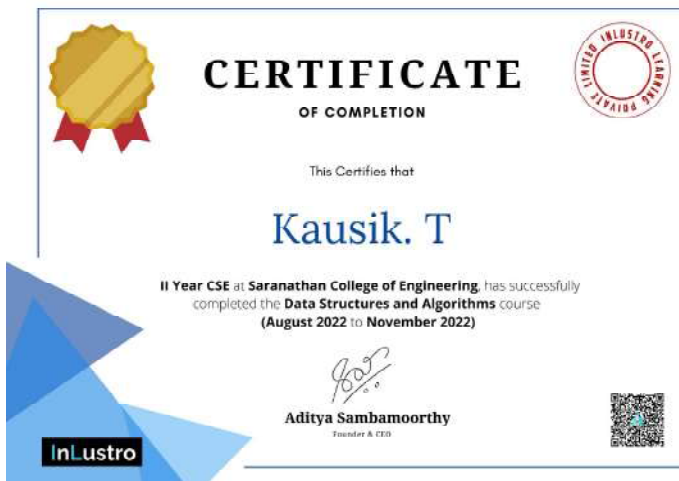 CERTIFICATE
OF COMPLETION
INLUSTRO LEARNING PRIVATE LIMITED
This Certifies that
Kausik. T
II Year CSE at Saranathan College of Engineering, has successfully
completed the Data Structures and Algorithms course
(August 2022 to November 2022)
Aditya Sambamoorthy
Founder & CEO
InLustro